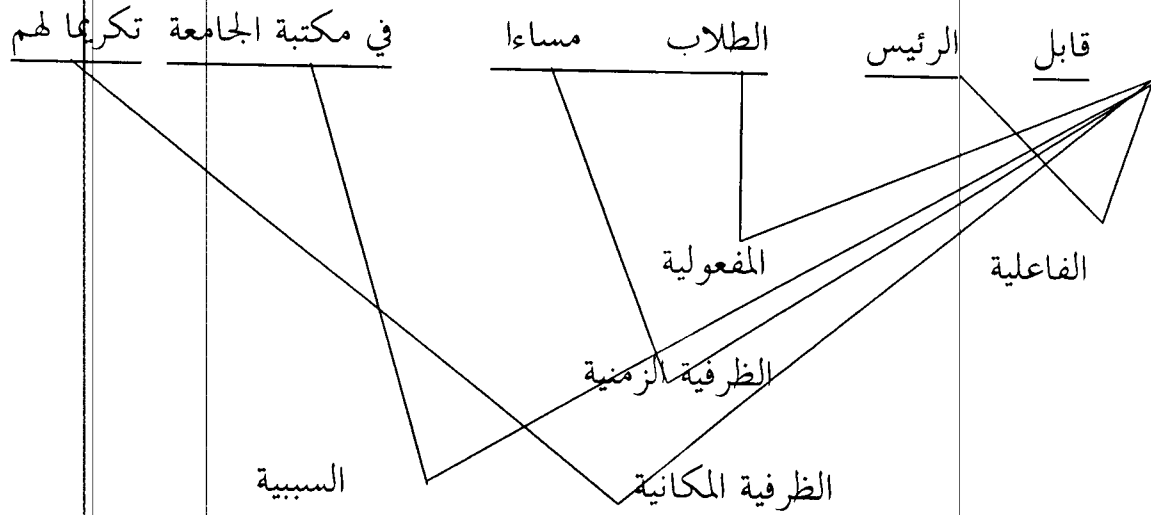 قابل الرئيس الطلاب مساءا في مكتبة الجامعة تكريما لهم
الفاعلية المفعولية
الظرفية الزمنية
الظرفية المكانية السببية